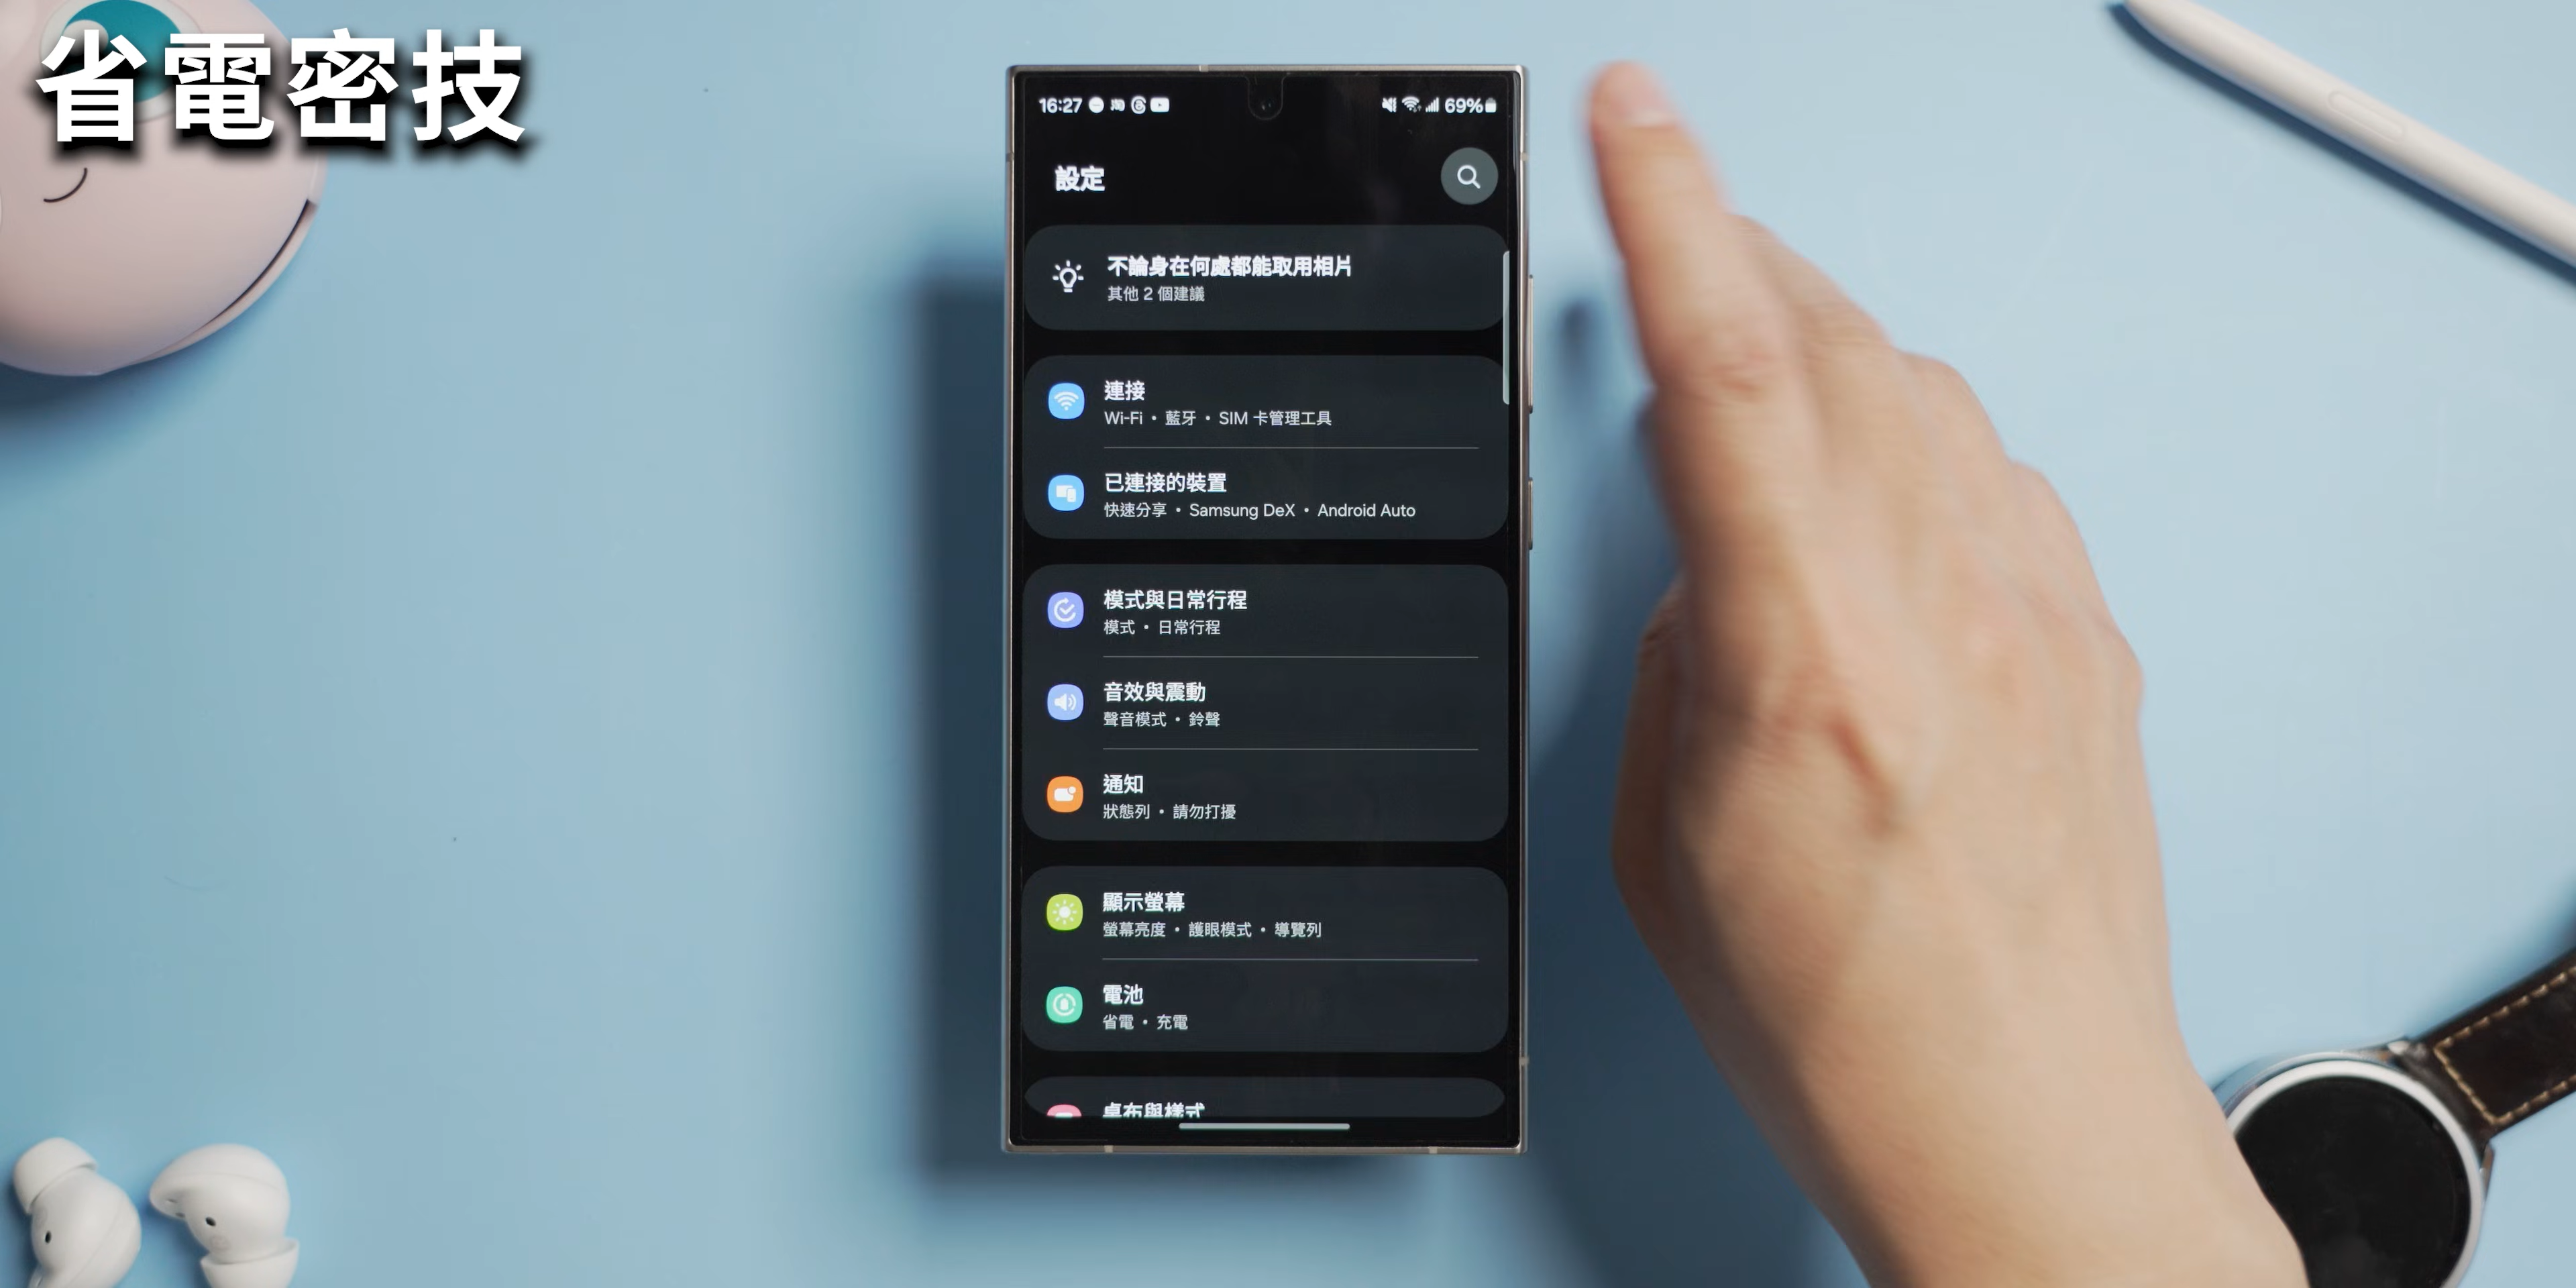 省電密技
16:27
69%
設定
不論身在何處都能取用相片
其他 2 個建議
連接
Wi-Fi • 藍牙 • SIM 卡管理工具
已連接的裝置
快速分享 • Samsung DeX • Android Auto
模式與日常行程
模式 • 日常行程
音效與震動
聲音模式 • 鈴聲
通知
狀態列 • 請勿打擾
顯示螢幕
螢幕亮度 • 護眼模式 • 導覽列
電池
省電 • 充電
桌布與樣式